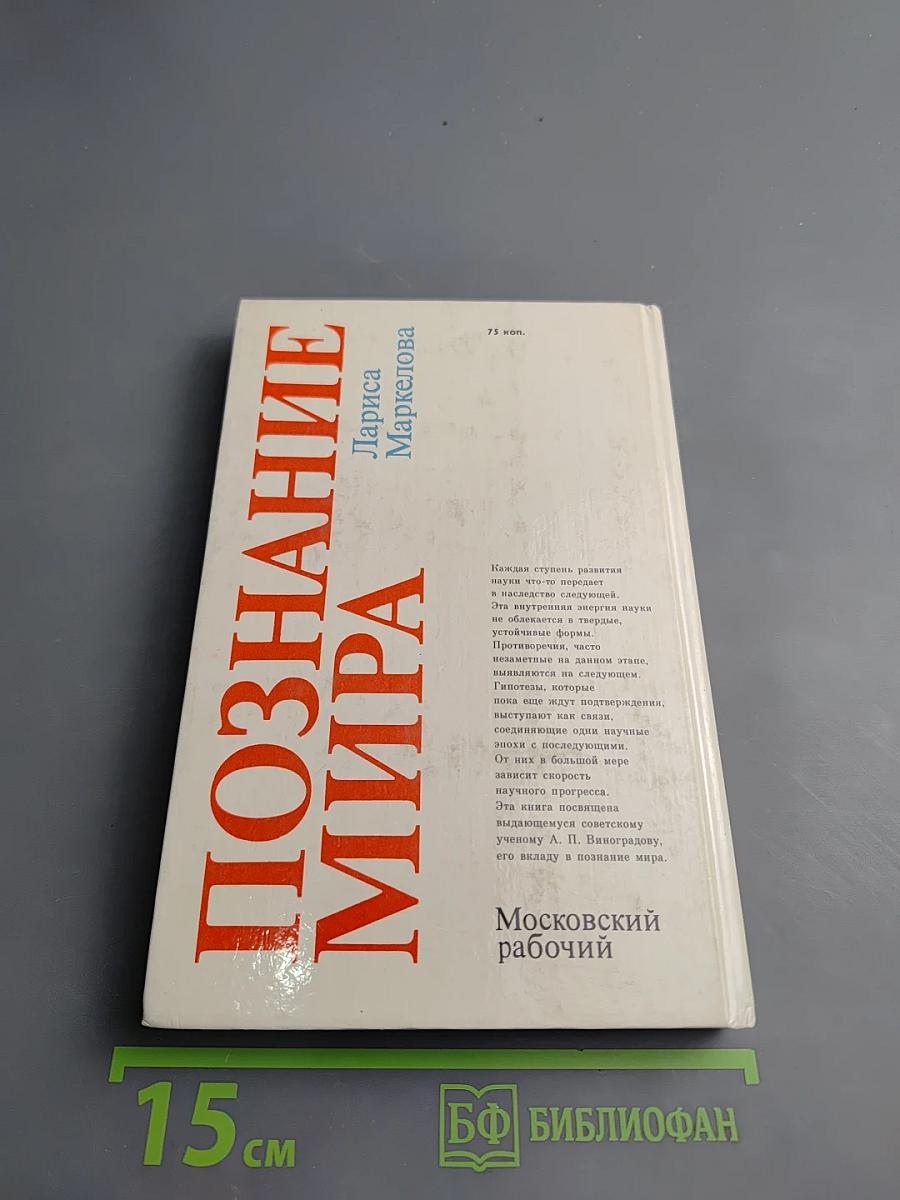 ПОЗНАНИЕ
МИРА
Лариса
Маркелова
75 коп.
Каждая ступень развития
науки что-то передает
в наследство следующей.
Эта внутренняя энергия науки
не облекается в твердые,
устойчивые формы.
Противоречия, часто
незаметные на данном этапе,
выявляются на следующем.
Гипотезы, которые
пока еще ждут подтверждения,
выступают как связи,
соединяющие одни научные
эпохи с последующими.
От них в большой мере
зависит скорость
научного прогресса.
Эта книга посвящена
выдающемуся советскому
ученому А. П. Виноградову,
его вкладу в познание мира.
Московский
рабочий
15 см
БФ БИБЛИОФАН